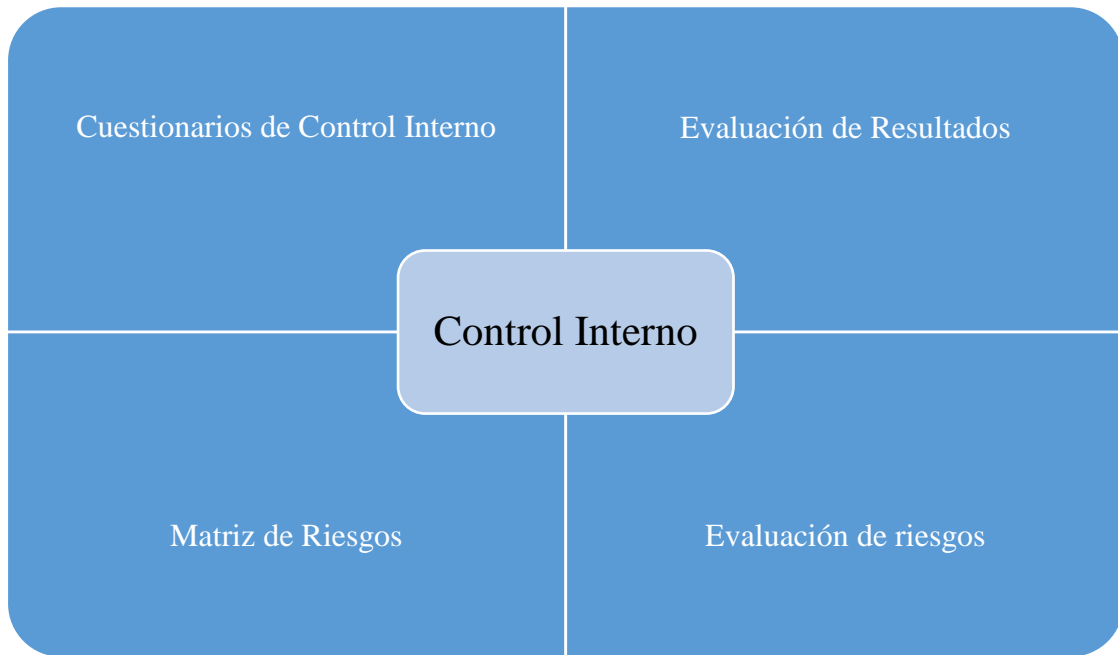 Cuestionarios de Control Interno
Evaluación de Resultados
Control Interno
Matriz de Riesgos
Evaluación de riesgos